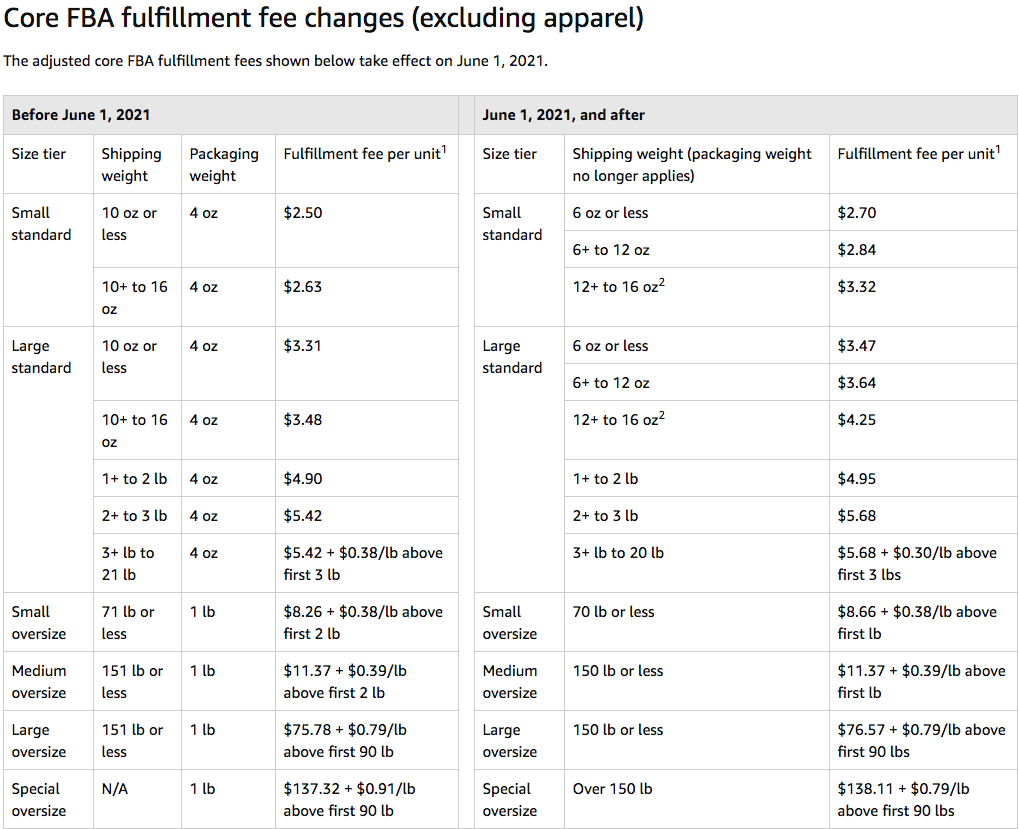 Core FBA fulfillment fee changes (excluding apparel)
The adjusted core FBA fulfillment fees shown below take effect on June 1, 2021.
Before June 1, 2021
Size tier
Shipping
weight
Packaging
weight
Fulfillment fee per unit¹
Small
standard
10 oz or
less
4 oz
$2.50
10+ to 16
oz
4 oz
$2.63
Large
standard
10 oz or
less
4 oz
$3.31
10+ to 16
oz
4 oz
$3.48
1+ to 2 lb
4 oz
$4.90
2+ to 3 lb
4 oz
$5.42
3+ lb to
21 lb
4 oz
$5.42 + $0.38/lb above
first 3 lb
Small
oversize
71 lb or
less
1 lb
$8.26 + $0.38/lb above
first 2 lb
Medium
oversize
151 lb or
less
1 lb
$11.37 + $0.39/lb
above first 2 lb
Large
oversize
151 lb or
less
1 lb
$75.78 + $0.79/lb
above first 90 lb
Special
oversize
N/A
1 lb
$137.32 + $0.91/lb
above first 90 lb
June 1, 2021, and after
Size tier
Shipping weight (packaging weight
no longer applies)
Fulfillment fee per unit¹
Small
standard
6 oz or less
$2.70
6+ to 12 oz
$2.84
12+ to 16 oz²
$3.32
Large
standard
6 oz or less
$3.47
6+ to 12 oz
$3.64
12+ to 16 oz²
$4.25
1+ to 2 lb
$4.95
2+ to 3 lb
$5.68
3+ lb to 20 lb
$5.68 + $0.30/lb above
first 3 lbs
Small
oversize
70 lb or less
$8.66 + $0.38/lb above
first lb
Medium
oversize
150 lb or less
$11.37 + $0.39/lb above
first lb
Large
oversize
150 lb or less
$76.57 + $0.79/lb above
first 90 lbs
Special
oversize
Over 150 lb
$138.11 + $0.79/lb
above first 90 lbs